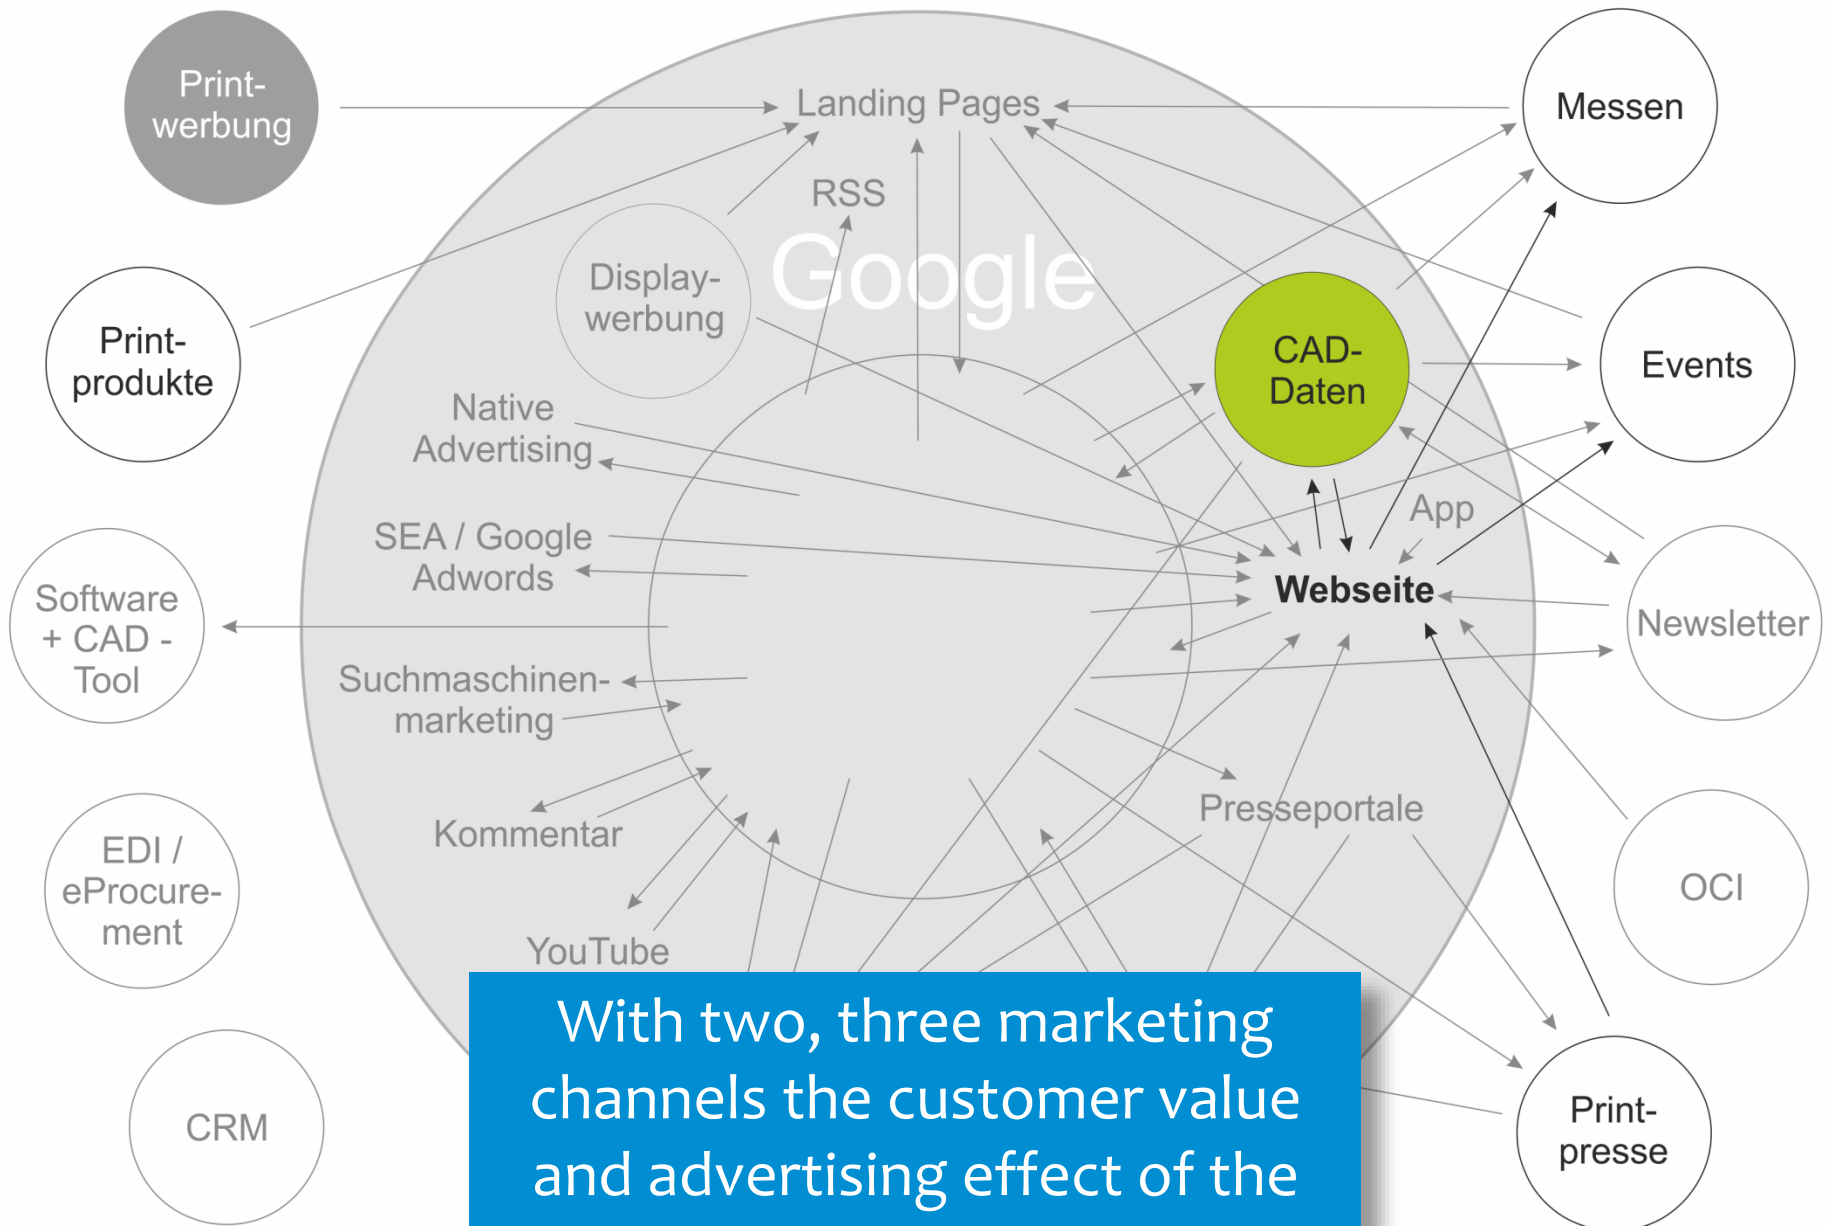 Print-
werbung
Landing Pages
Messen
RSS
Google
Display-
werbung
Print-
produkte
CAD-
Daten
Events
Native
Advertising
App
SEA / Google
Adwords
Webseite
Software
+ CAD -
Tool
Newsletter
Suchmaschinen-
marketing
Presseportale
Kommentar
EDI /
eProcure-
ment
OCI
YouTube
CRM
Print-
presse
With two, three marketing
channels the customer value
and advertising effect of the